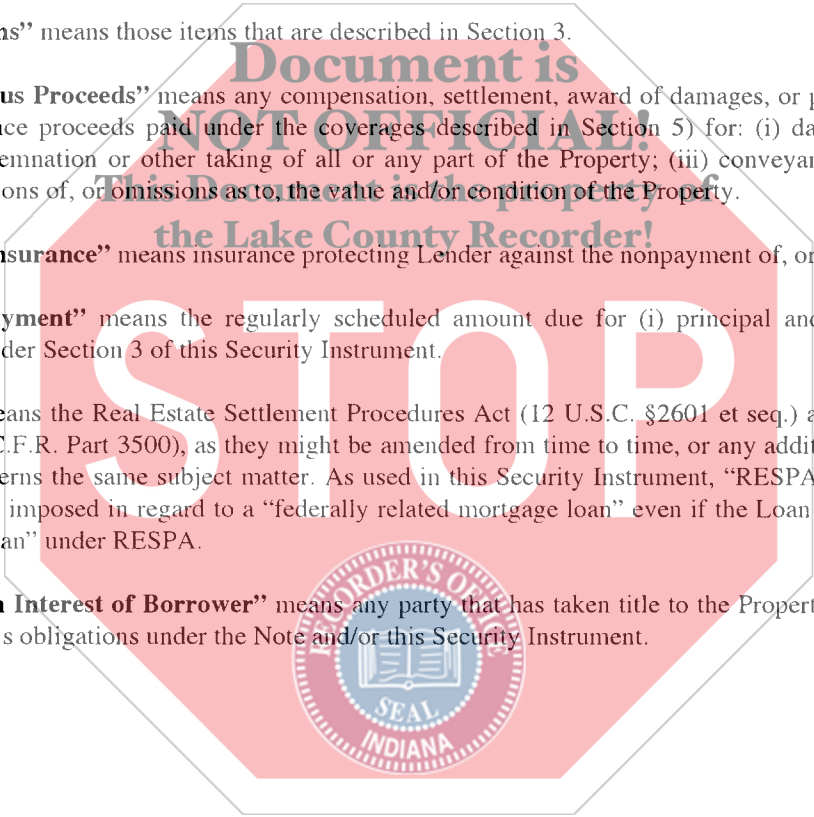 ns” means those items that are described in Section 3.
Document is
us Proceeds” means any compensation, settlement, award of damages, or p
NOT OFFICIAL!
nce proceeds paid under the coverages described in Section 5) for: (i) da
emnation or other taking of all or any part of the Property; (iii) conveyan
ons of, or omissions as to, the value and/or condition of the Property.
This Document is the property of
the Lake County Recorder!
nsurance” means insurance protecting Lender against the nonpayment of, or
yment” means the regularly scheduled amount due for (i) principal and
der Section 3 of this Security Instrument.
STOP
eans the Real Estate Settlement Procedures Act (12 U.S.C. §2601 et seq.) a
C.F.R. Part 3500), as they might be amended from time to time, or any addit
erns the same subject matter. As used in this Security Instrument, “RESPA
imposed in regard to a “federally related mortgage loan” even if the Loan
an” under RESPA.
n Interest of Borrower” means any party that has taken title to the Propert
s obligations under the Note and/or this Security Instrument.
RECORDER'S OFFICE
SEAL
INDIANA